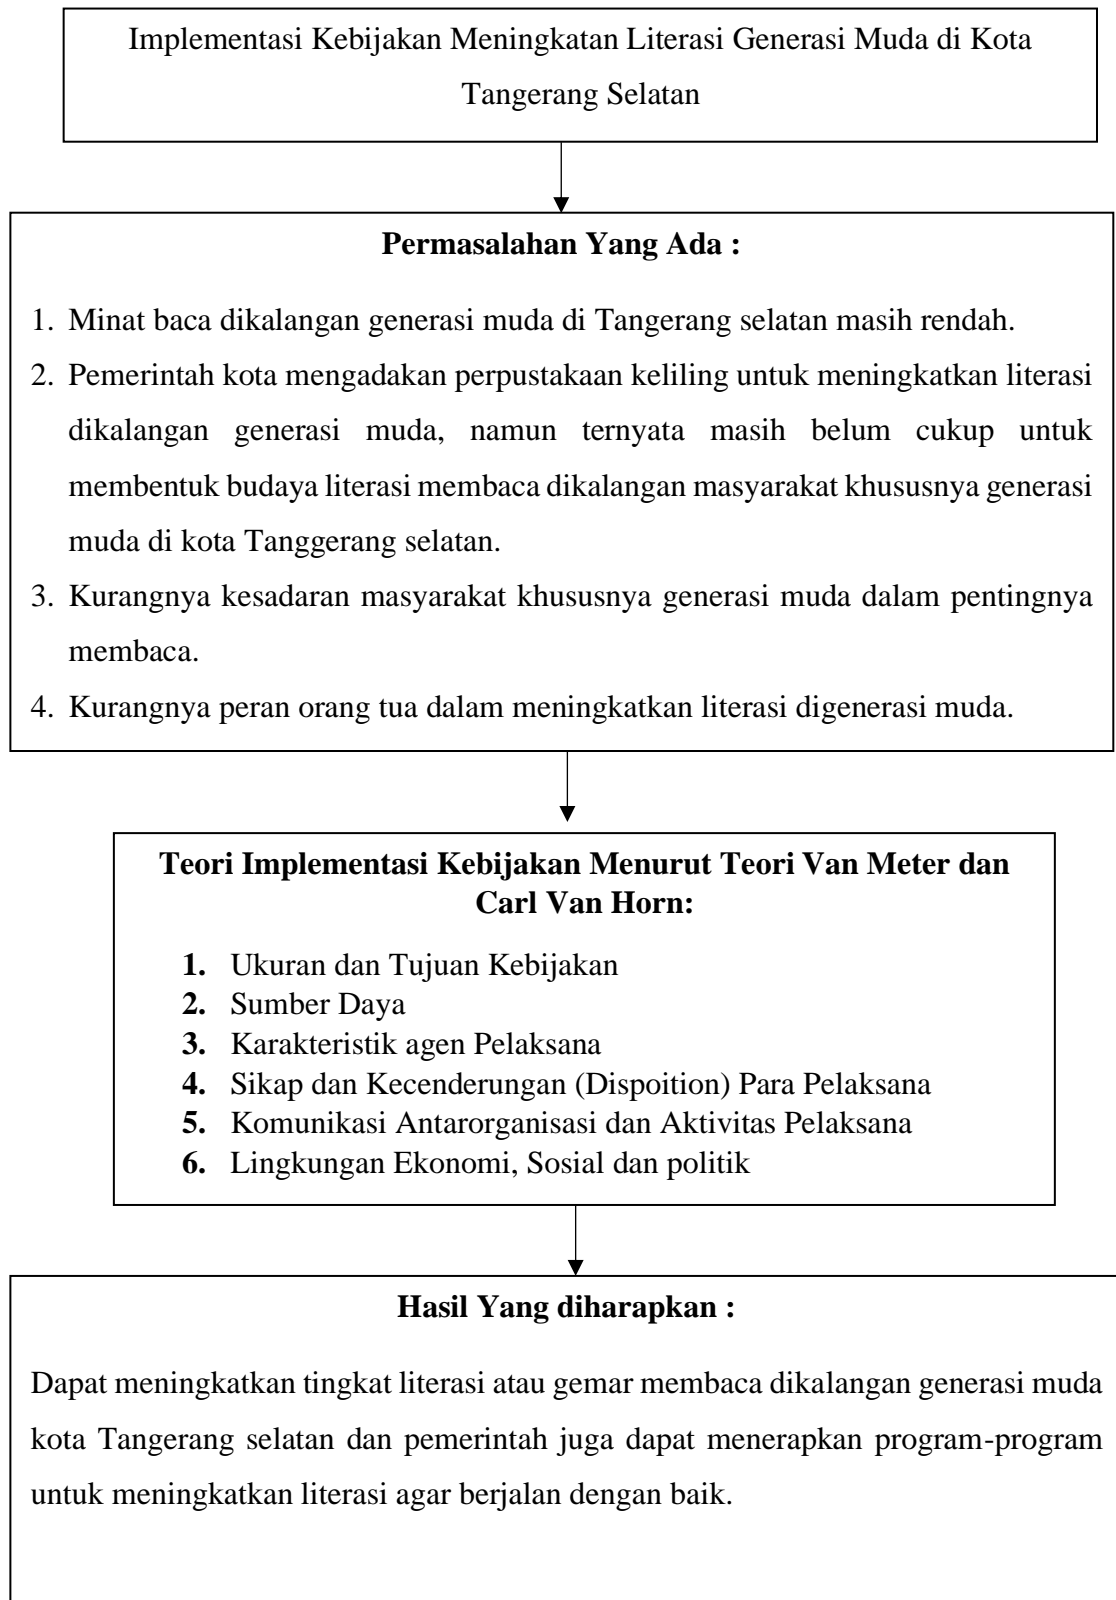 Implementasi Kebijakan Meningkatan Literasi Generasi Muda di Kota
Tangerang Selatan
Permasalahan Yang Ada :
1. Minat baca dikalangan generasi muda di Tangerang selatan masih rendah.
2. Pemerintah kota mengadakan perpustakaan keliling untuk meningkatkan literasi
dikalangan generasi muda, namun ternyata masih belum cukup untuk
membentuk budaya literasi membaca dikalangan masyarakat khususnya generasi
muda di kota Tanggerang selatan.
3. Kurangnya kesadaran masyarakat khususnya generasi muda dalam pentingnya
membaca.
4. Kurangnya peran orang tua dalam meningkatkan literasi digenerasi muda.
Teori Implementasi Kebijakan Menurut Teori Van Meter dan
Carl Van Horn:
1. Ukuran dan Tujuan Kebijakan
2. Sumber Daya
3. Karakteristik agen Pelaksana
4. Sikap dan Kecenderungan (Dispoition) Para Pelaksana
5. Komunikasi Antarorganisasi dan Aktivitas Pelaksana
6. Lingkungan Ekonomi, Sosial dan politik
Hasil Yang diharapkan :
Dapat meningkatkan tingkat literasi atau gemar membaca dikalangan generasi muda
kota Tangerang selatan dan pemerintah juga dapat menerapkan program-program
untuk meningkatkan literasi agar berjalan dengan baik.